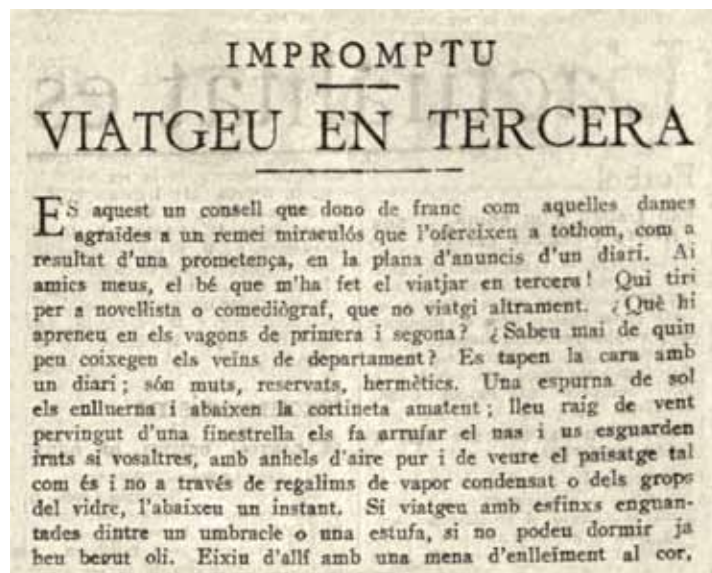 IMPROMPTU
VIATGEU EN TERCERA
ES aquest un consell que dono de franc com aquelles dames
agraïdes a un remei miraculós que l'ofereixen a tothom, com a
resultat d'una prometença, en la plana d'anuncis d'un diari. Ai
amics meus, el bé que m'ha fet el viatjar en tercera! Qui tiri
per a novellista o comediògraf, que no viatgi altrament. ¿Què hi
apreneu en els vagons de primera i segona? ¿Sabeu mai de quin
peu coixegen els veïns de departament? Es tapen la cara amb
un diari; són muts, reservats, hermètics. Una espurna de sol
els enlluerna i abaixen la cortineta amatent; lleu raig de vent
pervingut d'una finestrella els fa arrufar el nas i us esguarden
irats si vosaltres, amb anhels d'aire pur i de veure el paisatge tal
com és i no a través de regalims de vapor condensat o dels grops
del vidre, l'abaixeu un instant. Si viatgeu amb esfinxs enguan-
tades dintre un umbracle o una estufa, si no podeu dormir ja
heu begut oli. Eixiu d'allí amb una mena d'enlleïment al cor,